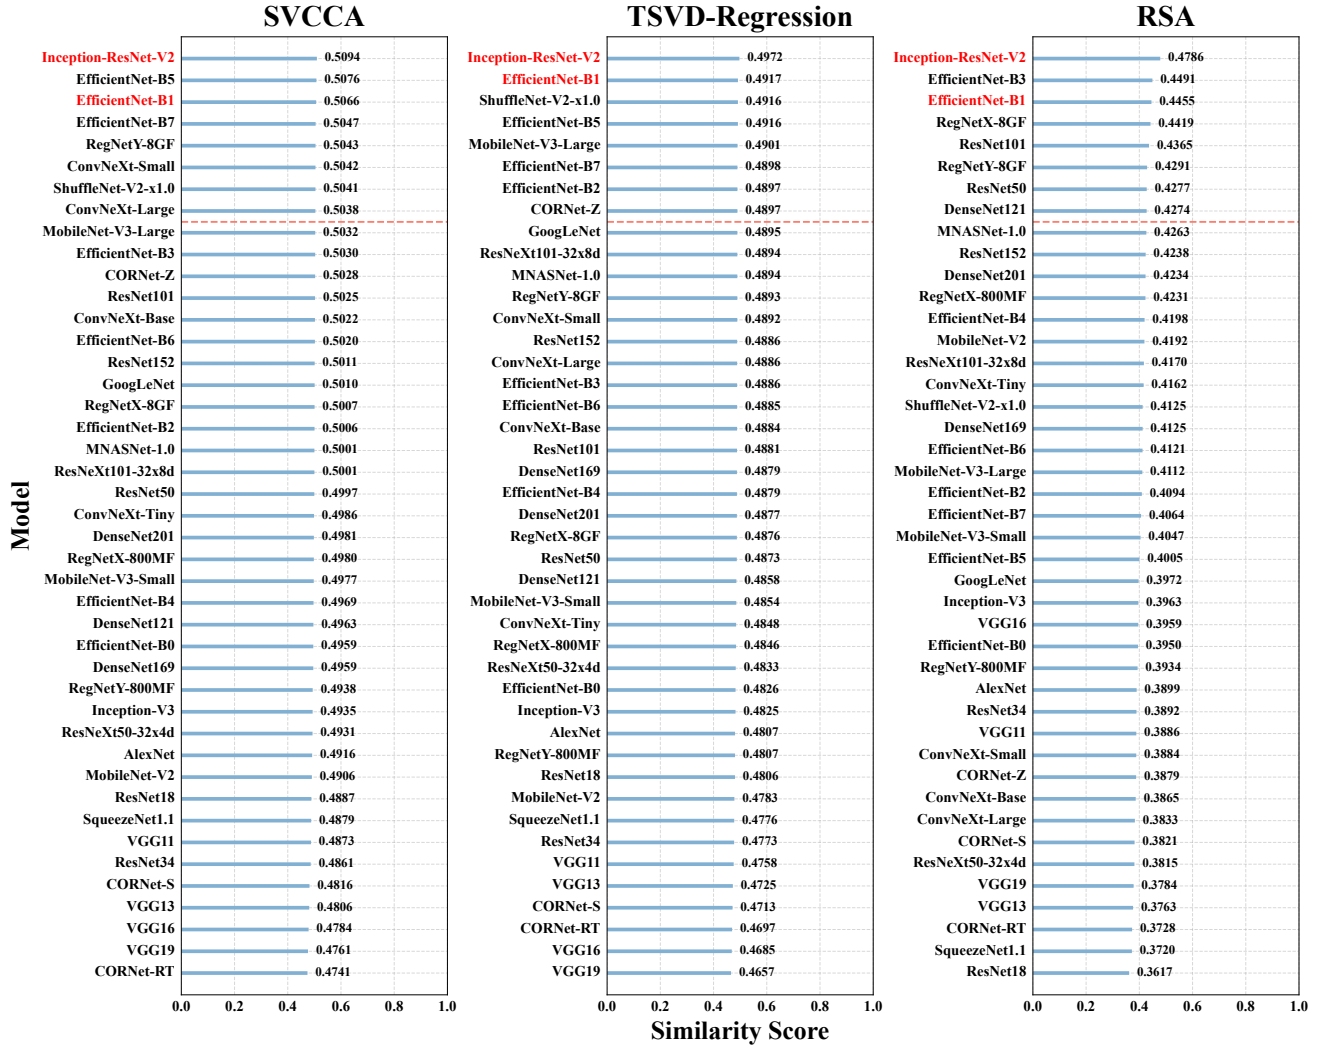 SVCCA
Inception-ResNet-V2 0.5094
EfficientNet-B5 0.5076
EfficientNet-B1 0.5066
EfficientNet-B7 0.5047
RegNetY-8GF 0.5043
ConvNeXt-Small 0.5042
ShuffleNet-V2-x1.0 0.5041
ConvNeXt-Large 0.5038
MobileNet-V3-Large 0.5032
EfficientNet-B3 0.5030
CORNet-Z 0.5028
ResNet101 0.5025
ConvNeXt-Base 0.5022
EfficientNet-B6 0.5020
ResNet152 0.5011
GoogLeNet 0.5010
RegNetX-8GF 0.5007
EfficientNet-B2 0.5006
MNASNet-1.0 0.5001
ResNeXt101-32x8d 0.5001
ResNet50 0.4997
ConvNeXt-Tiny 0.4986
DenseNet201 0.4981
RegNetX-800MF 0.4980
MobileNet-V3-Small 0.4977
EfficientNet-B4 0.4969
DenseNet121 0.4963
EfficientNet-B0 0.4959
DenseNet169 0.4959
RegNetY-800MF 0.4938
Inception-V3 0.4935
ResNeXt50-32x4d 0.4931
AlexNet 0.4916
MobileNet-V2 0.4906
ResNet18 0.4887
SqueezeNet1.1 0.4879
VGG11 0.4873
ResNet34 0.4861
CORNet-S 0.4816
VGG13 0.4806
VGG16 0.4784
VGG19 0.4761
CORNet-RT 0.4741
0.0 0.2 0.4 0.6 0.8 1.0
TSVD-Regression
Inception-ResNet-V2 0.4972
EfficientNet-B1 0.4917
ShuffleNet-V2-x1.0 0.4916
EfficientNet-B5 0.4916
MobileNet-V3-Large 0.4901
EfficientNet-B7 0.4898
EfficientNet-B2 0.4897
CORNet-Z 0.4897
GoogLeNet 0.4895
ResNeXt101-32x8d 0.4894
MNASNet-1.0 0.4894
RegNetY-8GF 0.4893
ConvNeXt-Small 0.4892
ResNet152 0.4886
ConvNeXt-Large 0.4886
EfficientNet-B3 0.4886
EfficientNet-B6 0.4885
ConvNeXt-Base 0.4884
ResNet101 0.4881
DenseNet169 0.4879
EfficientNet-B4 0.4879
DenseNet201 0.4877
RegNetX-8GF 0.4876
ResNet50 0.4873
DenseNet121 0.4858
MobileNet-V3-Small 0.4854
ConvNeXt-Tiny 0.4848
RegNetX-800MF 0.4846
ResNeXt50-32x4d 0.4833
EfficientNet-B0 0.4826
Inception-V3 0.4825
AlexNet 0.4807
RegNetY-800MF 0.4807
ResNet18 0.4806
MobileNet-V2 0.4783
SqueezeNet1.1 0.4776
ResNet34 0.4773
VGG11 0.4758
VGG13 0.4725
CORNet-S 0.4713
CORNet-RT 0.4697
VGG16 0.4685
VGG19 0.4657
0.0 0.2 0.4 0.6 0.8 1.0
RSA
Inception-ResNet-V2 0.4786
EfficientNet-B3 0.4491
EfficientNet-B1 0.4455
RegNetX-8GF 0.4419
ResNet101 0.4365
RegNetY-8GF 0.4291
ResNet50 0.4277
DenseNet121 0.4274
MNASNet-1.0 0.4263
ResNet152 0.4238
DenseNet201 0.4234
RegNetX-800MF 0.4231
EfficientNet-B4 0.4198
MobileNet-V2 0.4192
ResNeXt101-32x8d 0.4170
ConvNeXt-Tiny 0.4162
ShuffleNet-V2-x1.0 0.4125
DenseNet169 0.4125
EfficientNet-B6 0.4121
MobileNet-V3-Large 0.4112
EfficientNet-B2 0.4094
EfficientNet-B7 0.4064
MobileNet-V3-Small 0.4047
EfficientNet-B5 0.4005
GoogLeNet 0.3972
Inception-V3 0.3963
VGG16 0.3959
EfficientNet-B0 0.3950
RegNetY-800MF 0.3934
AlexNet 0.3899
ResNet34 0.3892
VGG11 0.3886
ConvNeXt-Small 0.3884
CORNet-Z 0.3879
ConvNeXt-Base 0.3865
ConvNeXt-Large 0.3833
CORNet-S 0.3821
ResNeXt50-32x4d 0.3815
VGG19 0.3784
VGG13 0.3763
CORNet-RT 0.3728
SqueezeNet1.1 0.3720
ResNet18 0.3617
0.0 0.2 0.4 0.6 0.8 1.0
Model
Similarity Score